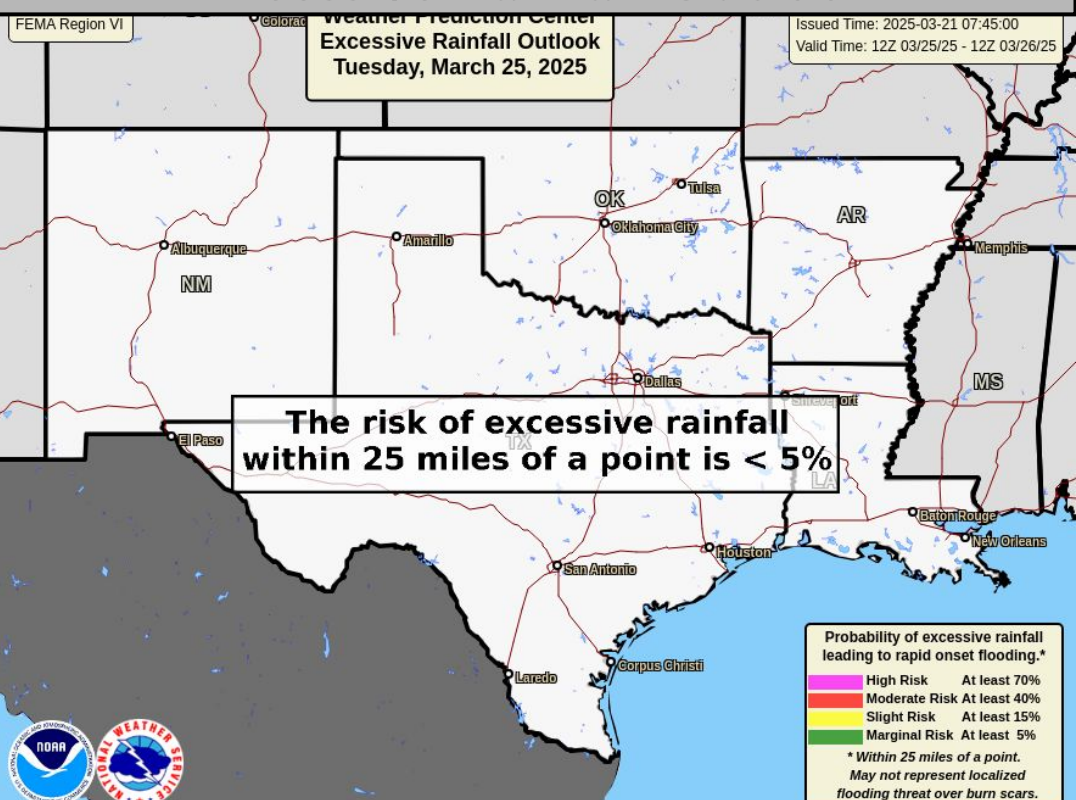 FEMA Region VI
Weather Prediction Center
Excessive Rainfall Outlook
Tuesday, March 25, 2025
Issued Time: 2025-03-21 07:45:00
Valid Time: 12Z 03/25/25 - 12Z 03/26/25
Colorad
Tulsa
OK
AR
Oklahoma City
Amarillo
Albuquerque
Memphis
NM
Dallas
MS
Shreveport
The risk of excessive rainfall
within 25 miles of a point is < 5%
El Paso
TX
LA
Baton Rouge
New Orleans
Houston
San Antonio
Corpus Christi
Laredo
Probability of excessive rainfall
leading to rapid onset flooding.*
High Risk At least 70%
Moderate Risk At least 40%
Slight Risk At least 15%
Marginal Risk At least 5%
* Within 25 miles of a point.
May not represent localized
flooding threat over burn scars.
NOAA
NATIONAL WEATHER SERVICE